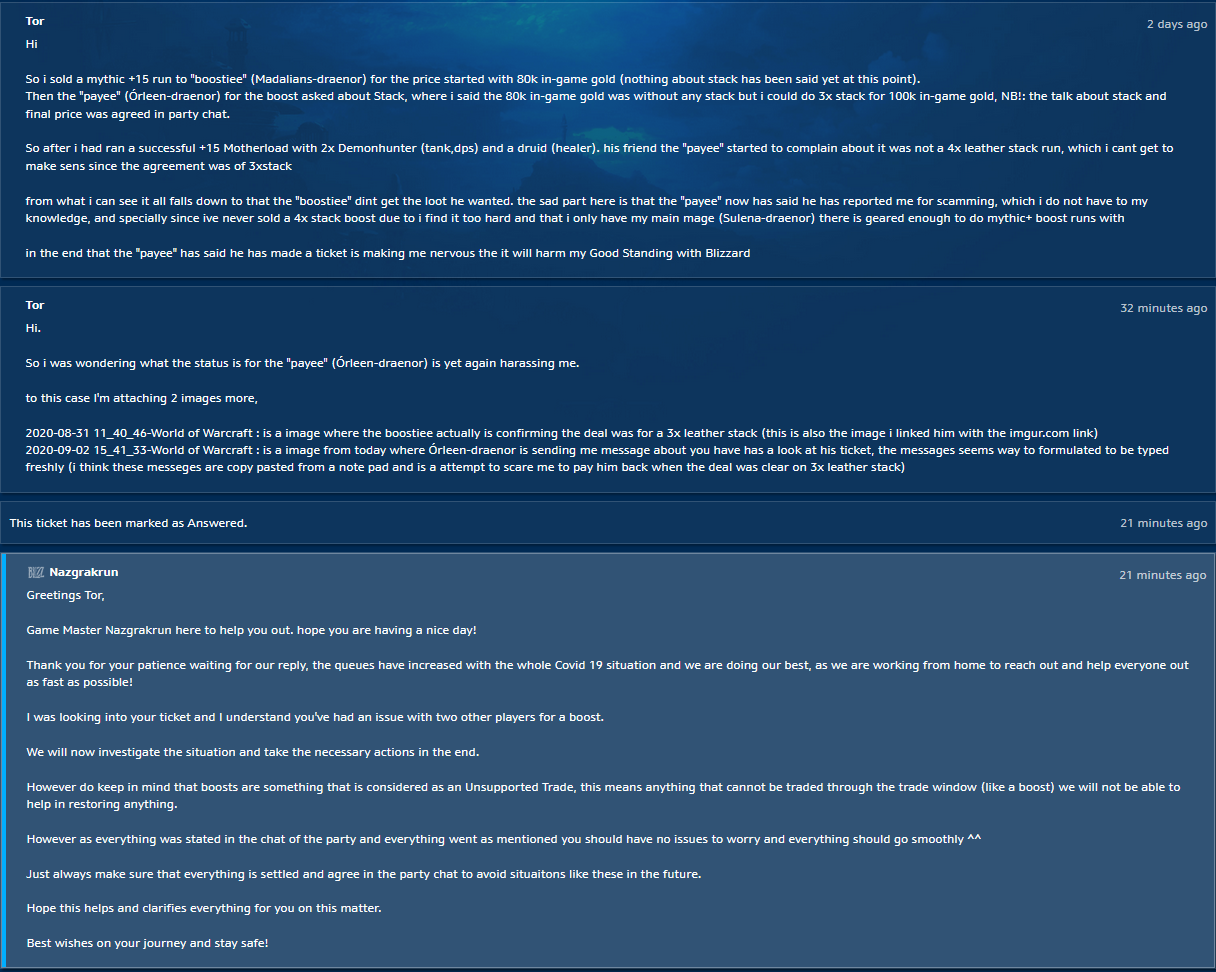 Tor
2 days ago
Hi
So i sold a mythic +15 run to "boostiee" (Madalians-draenor) for the price started with 80k in-game gold (nothing about stack has been said yet at this point).
Then the "payee" (Órleen-draenor) for the boost asked about Stack, where i said the 80k in-game gold was without any stack but i could do 3x stack for 100k in-game gold, NB!: the talk about stack and
final price was agreed in party chat.
So after i had ran a successful +15 Motherload with 2x Demonhunter (tank,dps) and a druid (healer). his friend the "payee" started to complain about it was not a 4x leather stack run, which i cant get to
make sens since the agreement was of 3xstack
from what i can see it all falls down to that the "boostiee" dint get the loot he wanted. the sad part here is that the "payee" now has said he has reported me for scamming, which i do not have to my
knowledge, and specially since ive never sold a 4x stack boost due to i find it too hard and that i only have my main mage (Sulena-draenor) there is geared enough to do mythic+ boost runs with
in the end that the "payee" has said he has made a ticket is making me nervous the it will harm my Good Standing with Blizzard
Tor
32 minutes ago
Hi.
So i was wondering what the status is for the "payee" (Órleen-draenor) is yet again harassing me.
to this case I'm attaching 2 images more,
2020-08-31 11_40_46-World of Warcraft : is a image where the boostiee actually is confirming the deal was for a 3x leather stack (this is also the image i linked him with the imgur.com link)
2020-09-02 15_41_33-World of Warcraft : is a image from today where Órleen-draenor is sending me message about you have has a look at his ticket, the messages seems way to formulated to be typed
freshly (i think these messeges are copy pasted from a note pad and is a attempt to scare me to pay him back when the deal was clear on 3x leather stack)
This ticket has been marked as Answered.
21 minutes ago
BLIZZ Nazgrakrun
21 minutes ago
Greetings Tor,
Game Master Nazgrakrun here to help you out. hope you are having a nice day!
Thank you for your patience waiting for our reply, the queues have increased with the whole Covid 19 situation and we are doing our best, as we are working from home to reach out and help everyone out
as fast as possible!
I was looking into your ticket and I understand you've had an issue with two other players for a boost.
We will now investigate the situation and take the necessary actions in the end.
However do keep in mind that boosts are something that is considered as an Unsupported Trade, this means anything that cannot be traded through the trade window (like a boost) we will not be able to
help in restoring anything.
However as everything was stated in the chat of the party and everything went as mentioned you should have no issues to worry and everything should go smoothly ^^
Just always make sure that everything is settled and agree in the party chat to avoid situaitons like these in the future.
Hope this helps and clarifies everything for you on this matter.
Best wishes on your journey and stay safe!